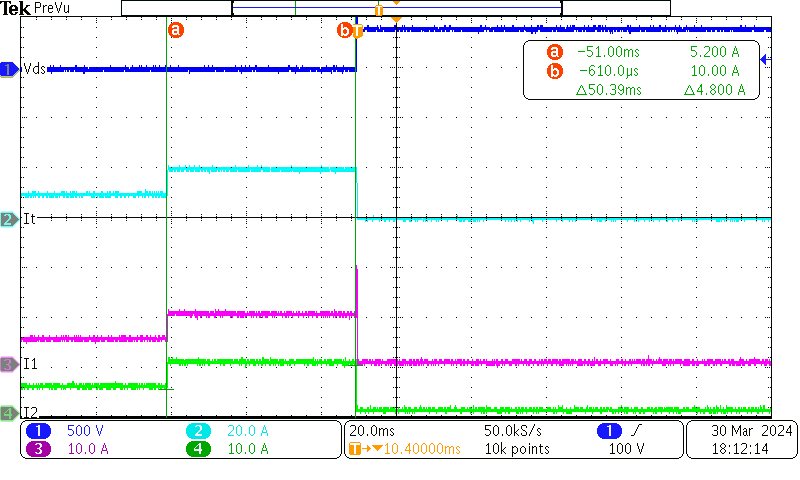 Tek PreVu
T
a
b T
a −51.00ms 5.200 A
b −610.0µs 10.00 A
△50.39ms △4.800 A
1 Vds
2 It
3 I1
4 I2
1 500 V 2 20.0 A 20.0ms 50.0kS/s 1 30 Mar 2024
3 10.0 A 4 10.0 A T→▼10.40000ms 10k points 100 V 18:12:14